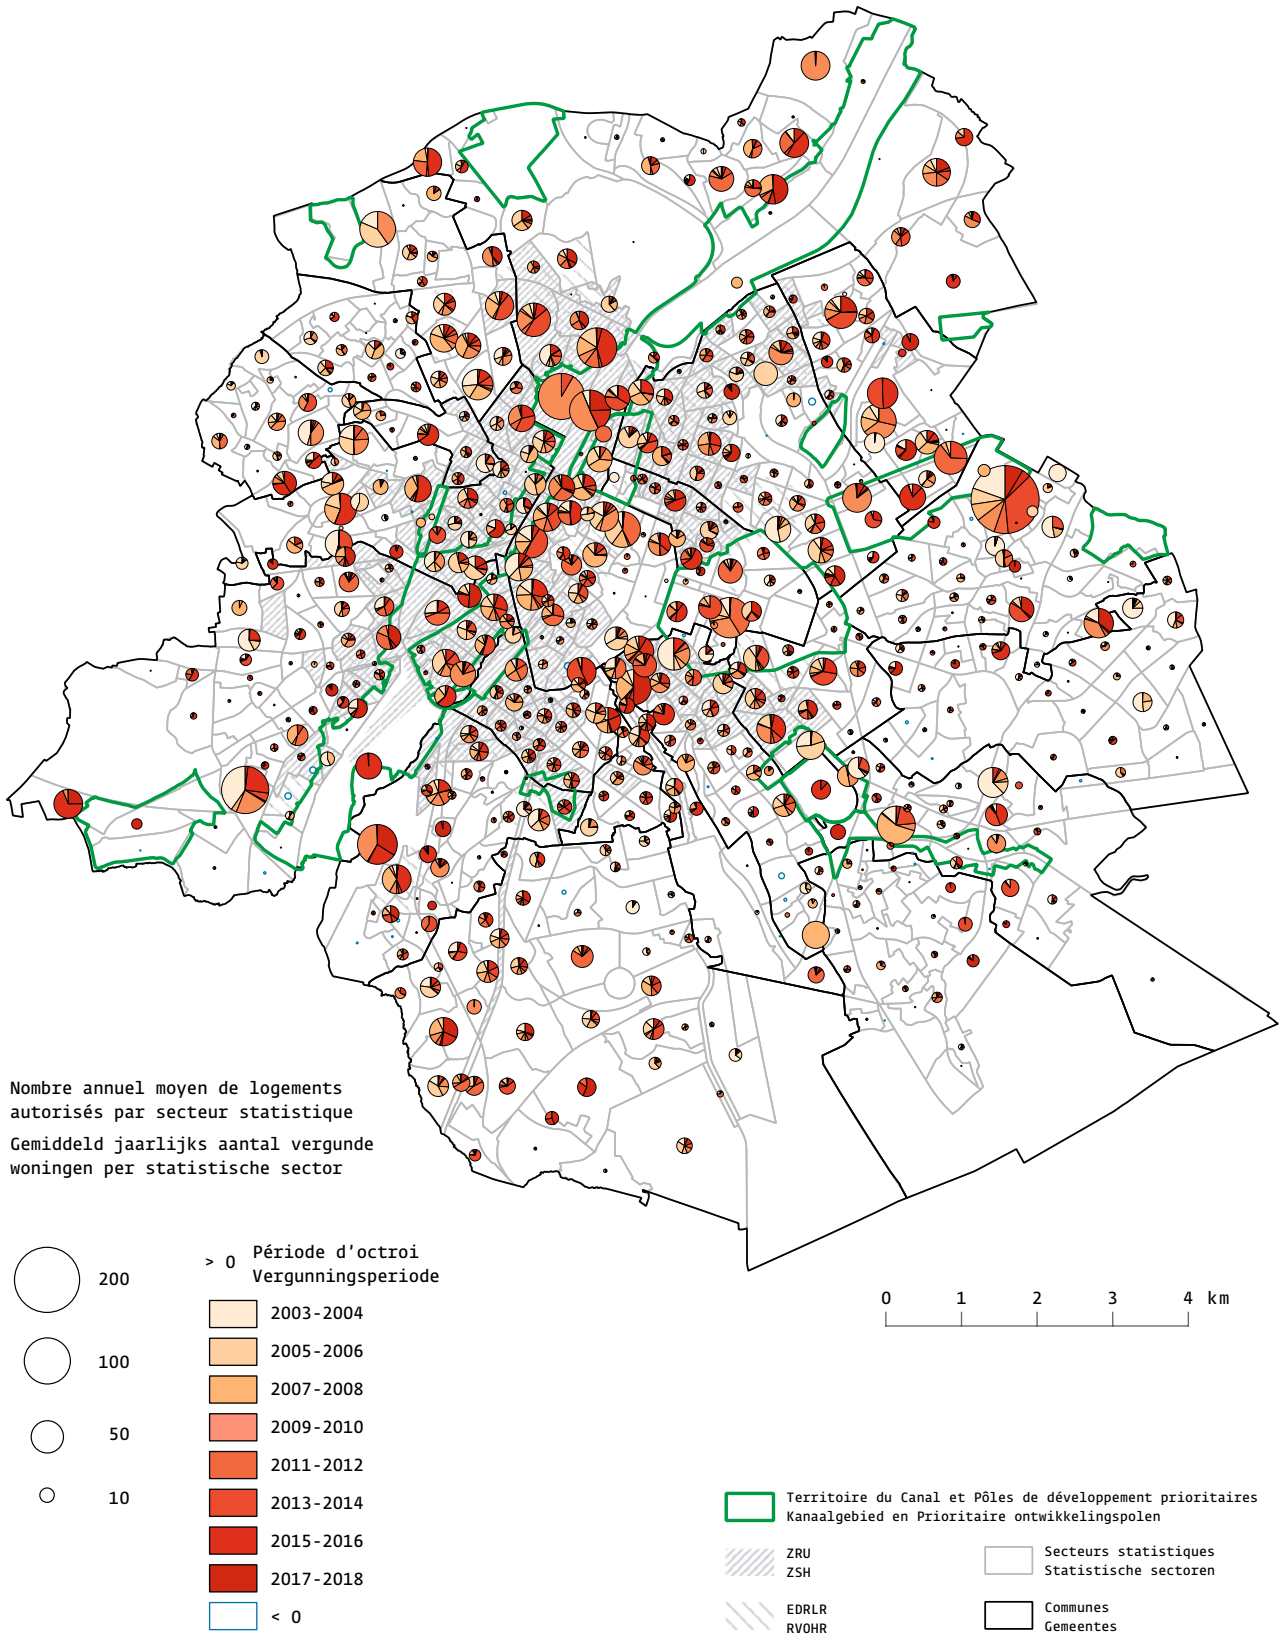 Nombre annuel moyen de logements
autorisés par secteur statistique
Gemiddeld jaarlijks aantal vergunde
woningen per statistische sector
200
100
50
10
> 0
Période d'octroi
Vergunningsperiode
2003-2004
2005-2006
2007-2008
2009-2010
2011-2012
2013-2014
2015-2016
2017-2018
< 0
0 1 2 3 4 km
Territoire du Canal et Pôles de développement prioritaires
Kanaalgebied en Prioritaire ontwikkelingspolen
ZRU
ZSH
EDRLR
RVOHR
Secteurs statistiques
Statistische sectoren
Communes
Gemeentes